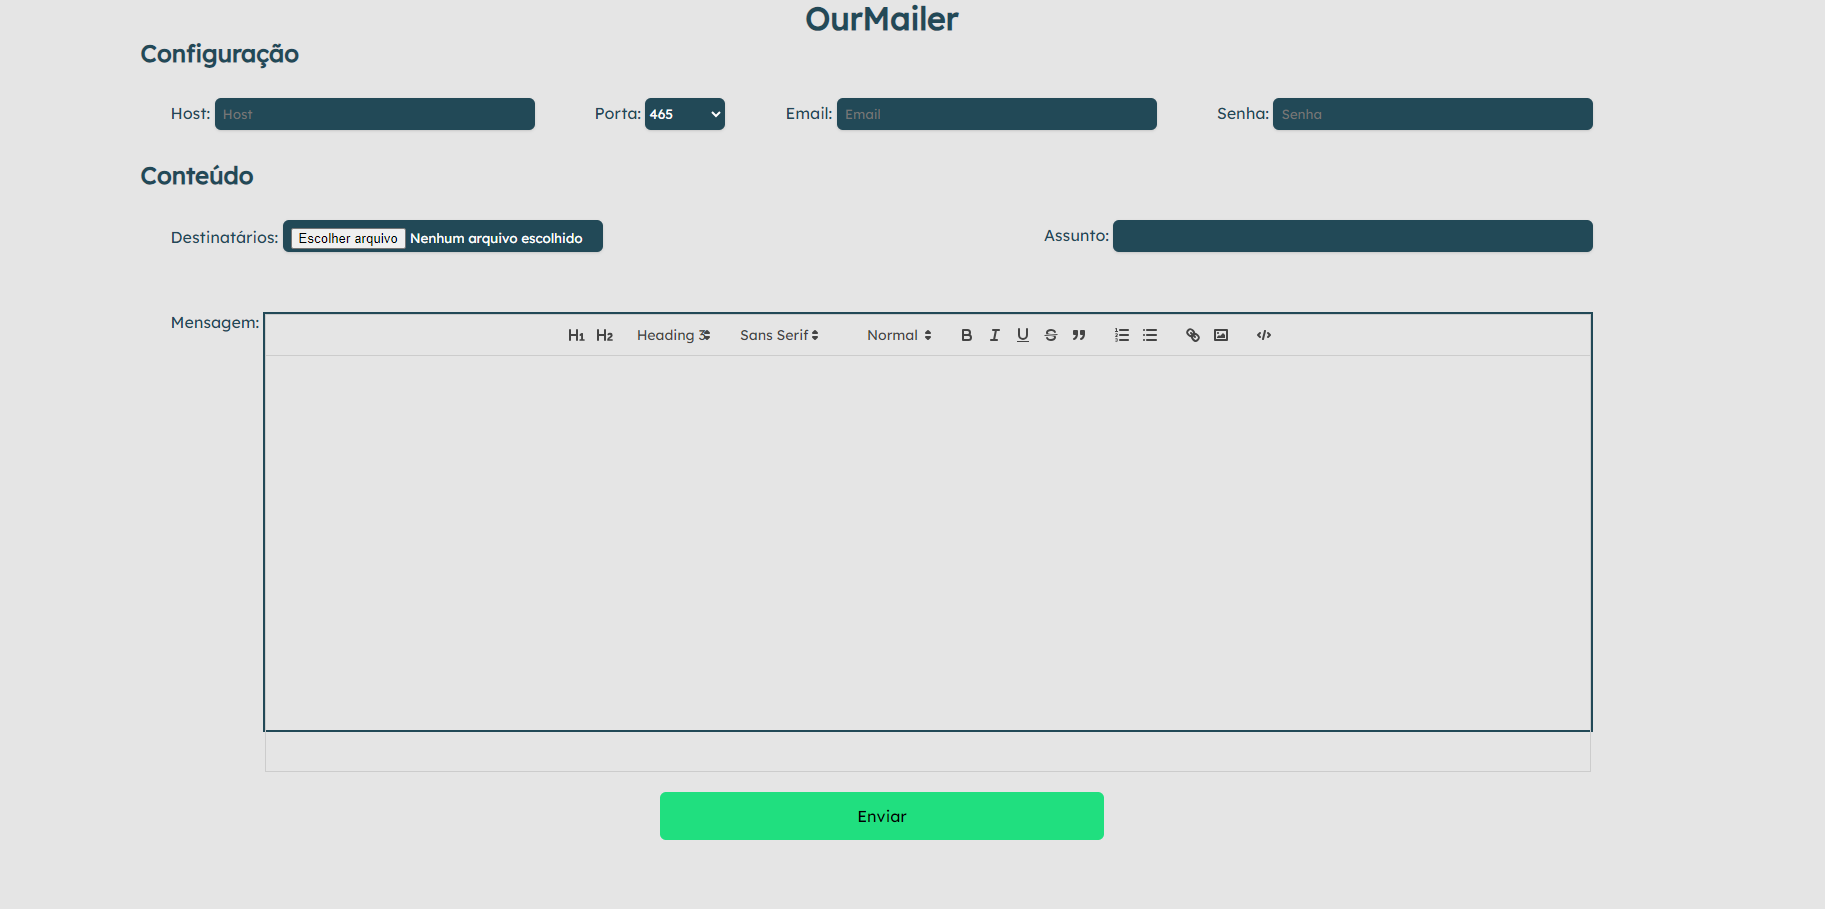 OurMailer
Configuração
Host: Host Porta: 465 Email: Email Senha: Senha
Conteúdo
Destinatários: Escolher arquivo Nenhum arquivo escolhido Assunto:
Mensagem: H1 H2 Heading 3 Sans Serif Normal B I U S
Enviar